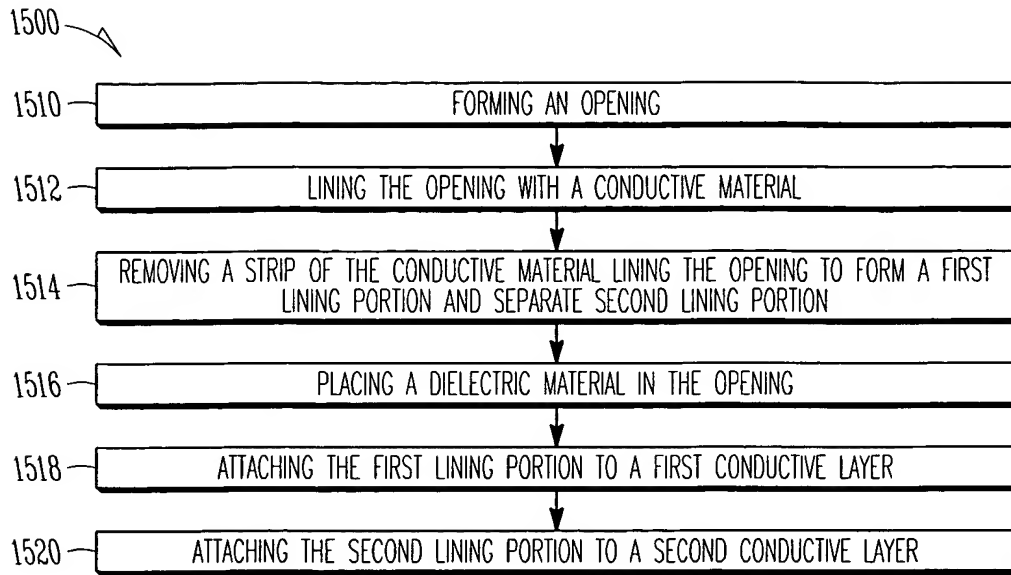 1500
1510 FORMING AN OPENING
1512 LINING THE OPENING WITH A CONDUCTIVE MATERIAL
1514 REMOVING A STRIP OF THE CONDUCTIVE MATERIAL LINING THE OPENING TO FORM A FIRST
LINING PORTION AND SEPARATE SECOND LINING PORTION
1516 PLACING A DIELECTRIC MATERIAL IN THE OPENING
1518 ATTACHING THE FIRST LINING PORTION TO A FIRST CONDUCTIVE LAYER
1520 ATTACHING THE SECOND LINING PORTION TO A SECOND CONDUCTIVE LAYER